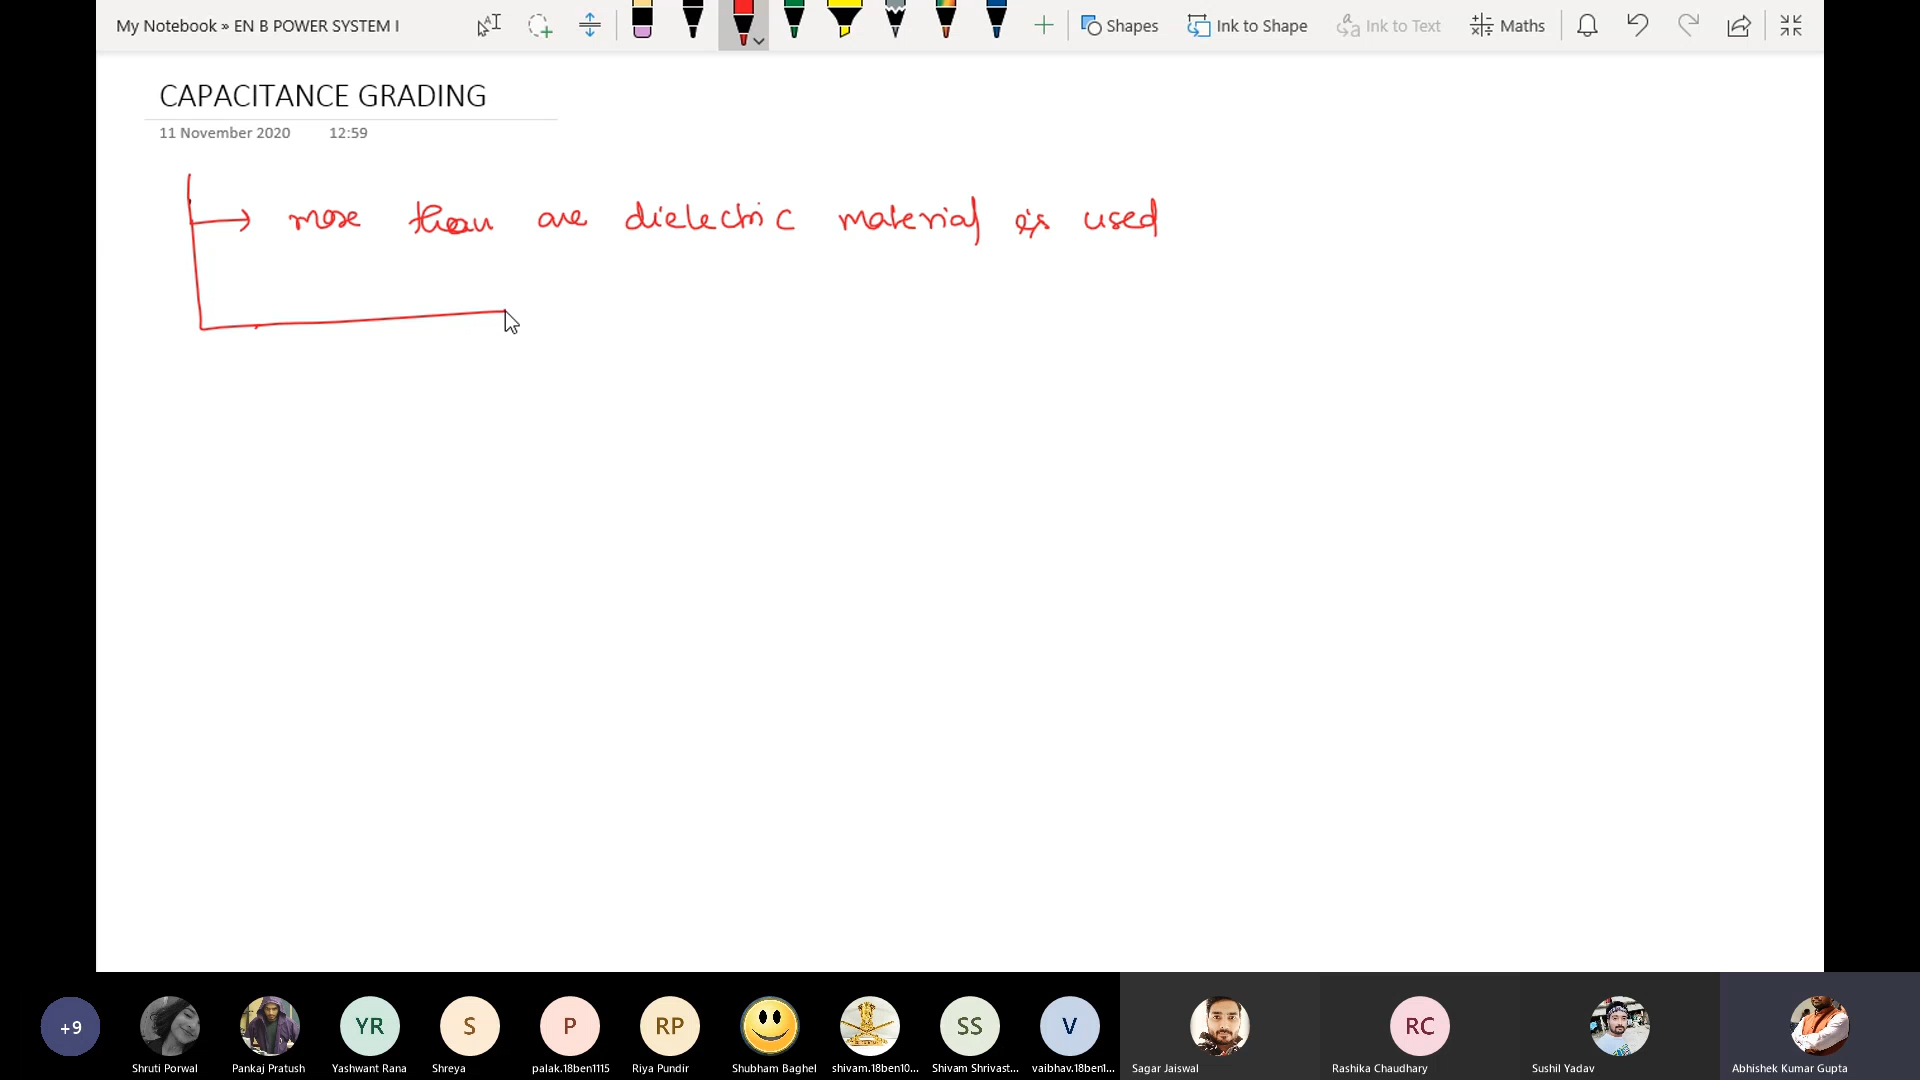 My Notebook » EN B POWER SYSTEM I
Shapes
Ink to Shape
Ink to Text
Maths
CAPACITANCE GRADING
11 November 2020 12:59
more than one dielectric material is used
+9
YR
S
P
RP
SS
V
RC
Shruti Porwal
Pankaj Pratush
Yashwant Rana
Shreya
palak.18ben1115
Riya Pundir
Shubham Baghel
shivam.18ben10...
Shivam Shrivast...
vaibhav.18ben1...
Sagar Jaiswal
Rashika Chaudhary
Sushil Yadav
Abhishek Kumar Gupta